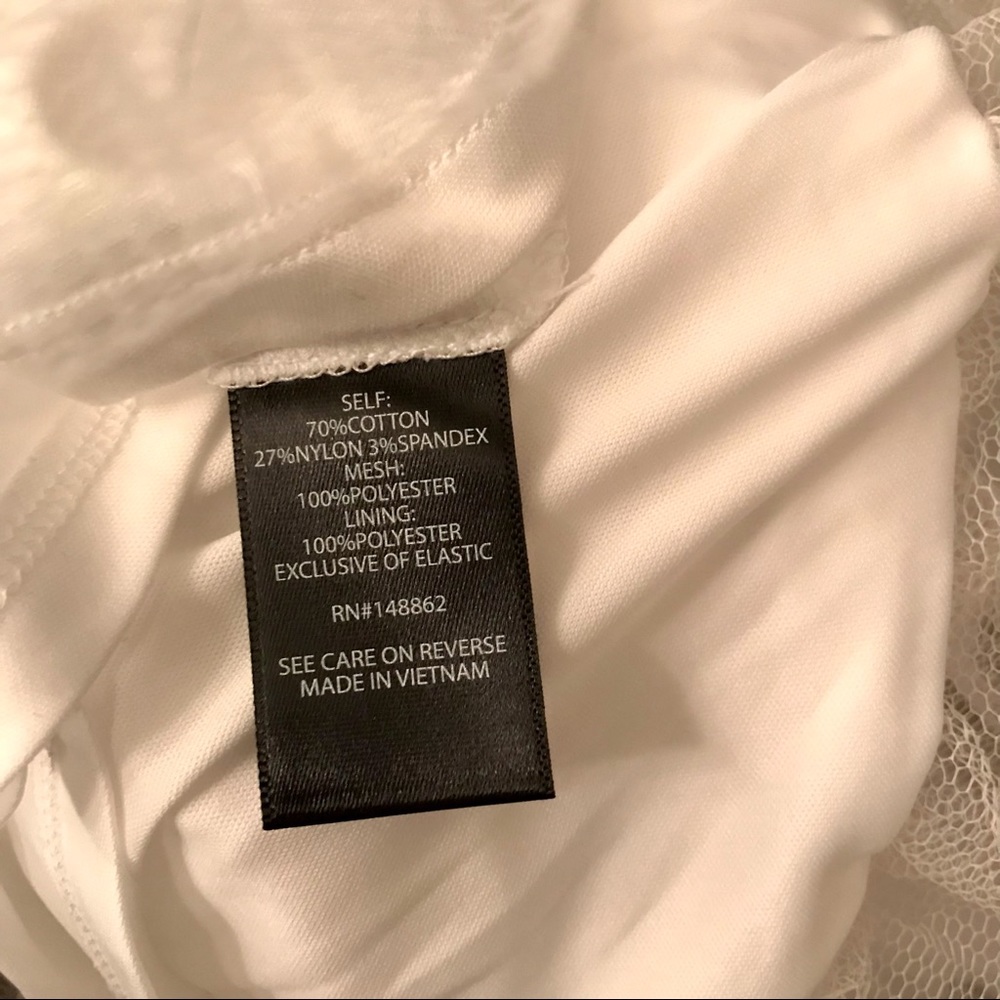 SELF:
70%COTTON
27%NYLON 3%SPANDEX
MESH:
100%POLYESTER
LINING:
100%POLYESTER
EXCLUSIVE OF ELASTIC
RN#148862
SEE CARE ON REVERSE
MADE IN VIETNAM